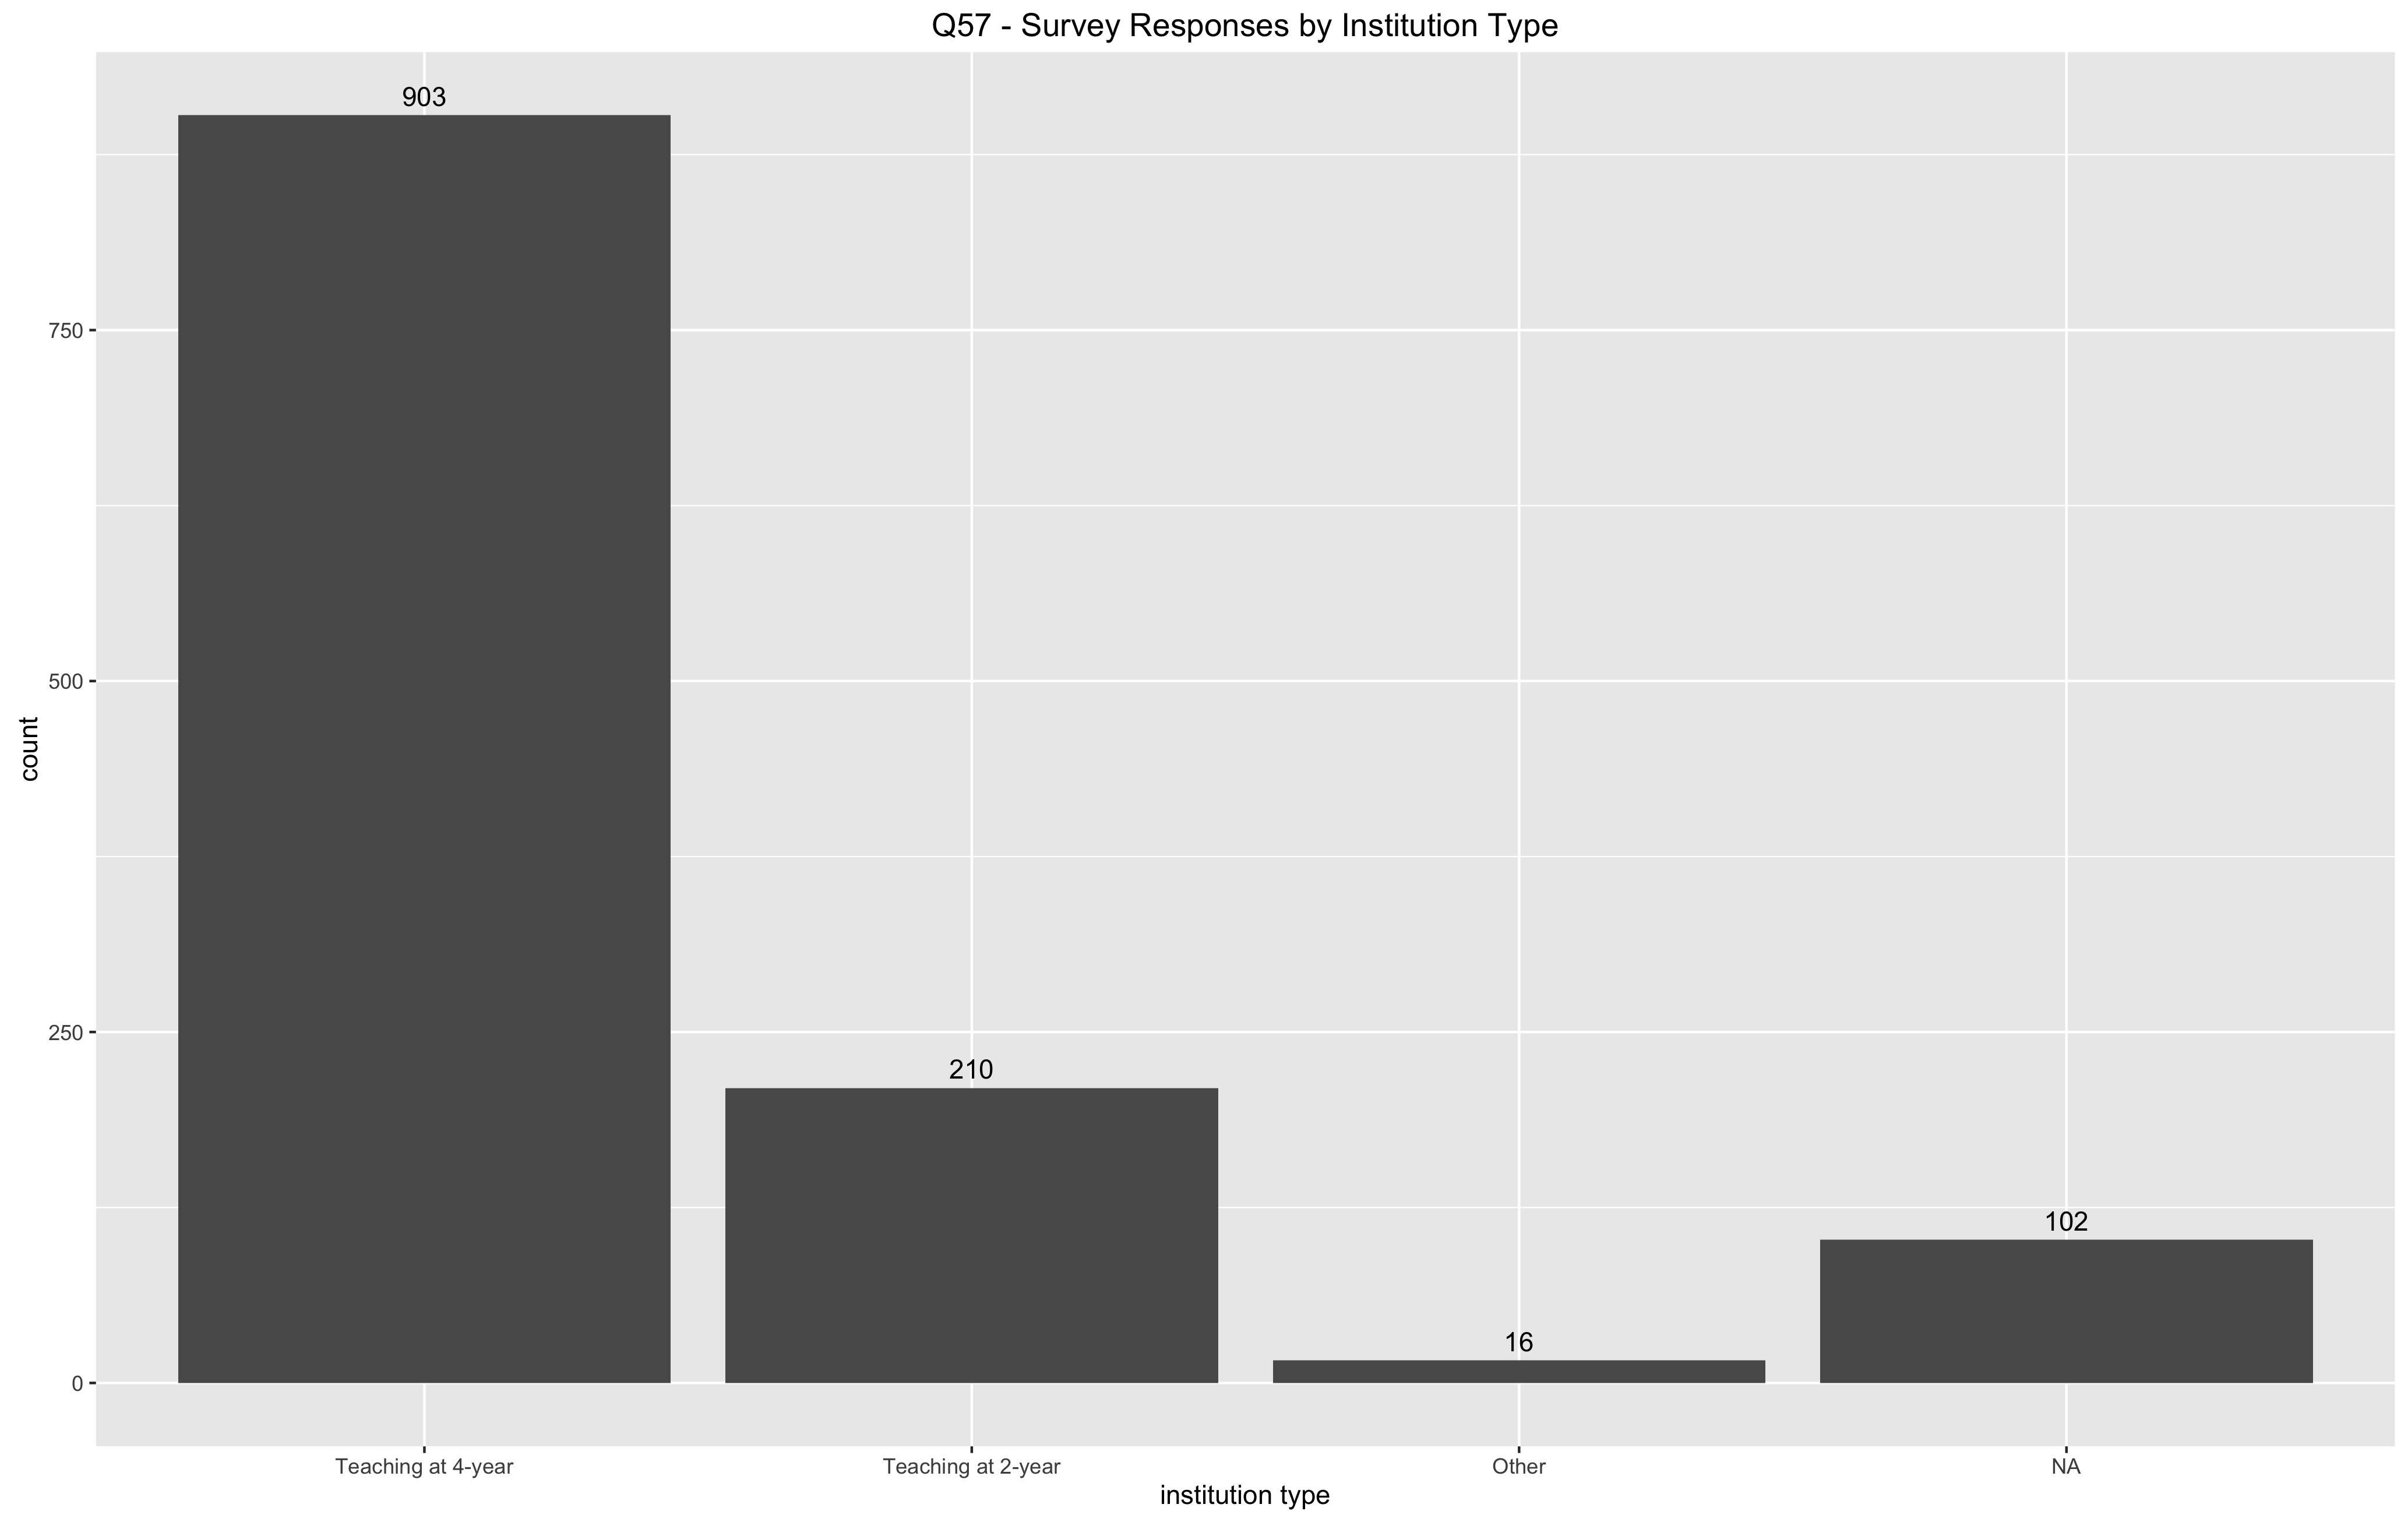 Q57 - Survey Responses by Institution Type
903
750
500
count
250
210
102
16
0
Teaching at 4-year
Teaching at 2-year
Other
NA
institution type